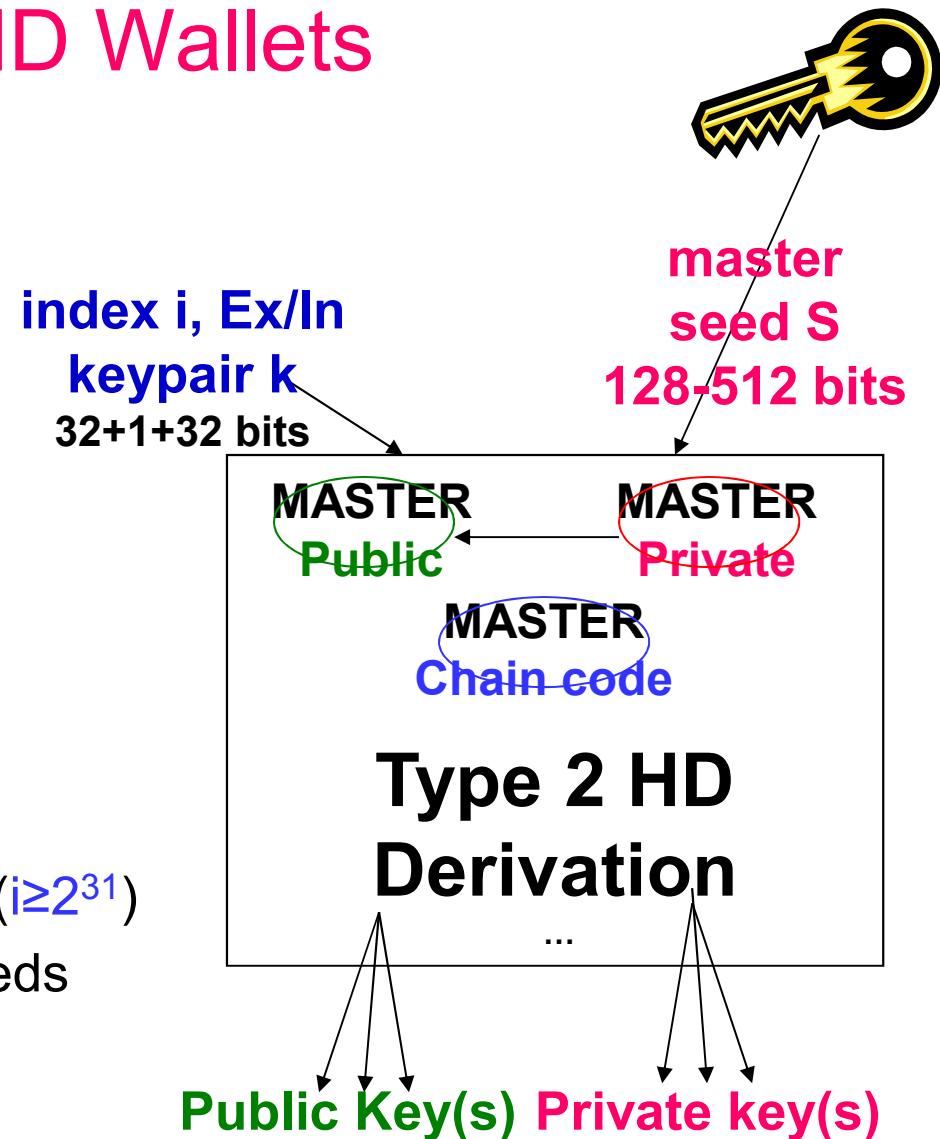 D Wallets
master
seed S
128-512 bits
index i, Ex/In
keypair k
32+1+32 bits
MASTER MASTER
Public Private
MASTER
Chain code
Type 2 HD
Derivation
...
(i≥2³¹)
eds
Public Key(s) Private key(s)